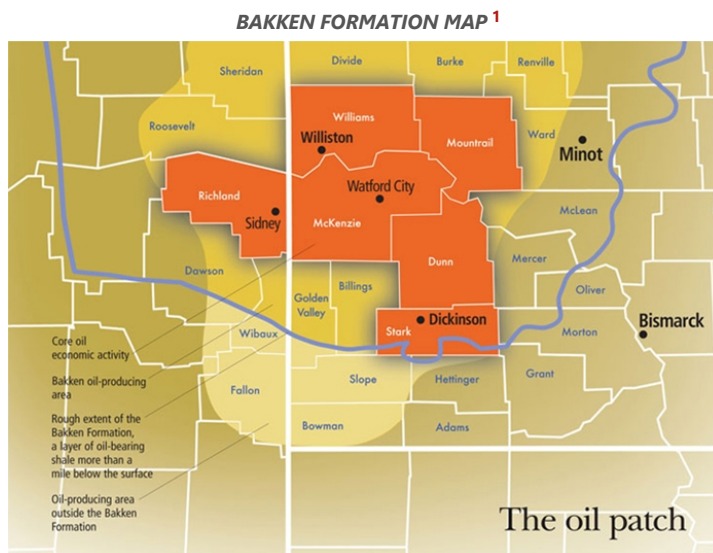 BAKKEN FORMATION MAP 1
Sheridan
Divide
Burke
Renville
Roosevelt
Williams
Williston
Mountrail
Ward
Minot
Richland
Sidney
Watford City
McKenzie
McLean
Dawson
Golden
Valley
Billings
Dunn
Mercer
Oliver
Wibaux
Stark
Dickinson
Morton
Bismarck
Fallon
Slope
Hettinger
Grant
Bowman
Adams
Core oil
economic activity
Bakken oil-producing
area
Rough extent of the
Bakken Formation,
a layer of oil-bearing
shale more than a
mile below the surface
Oil-producing area
outside the Bakken
Formation
The oil patch